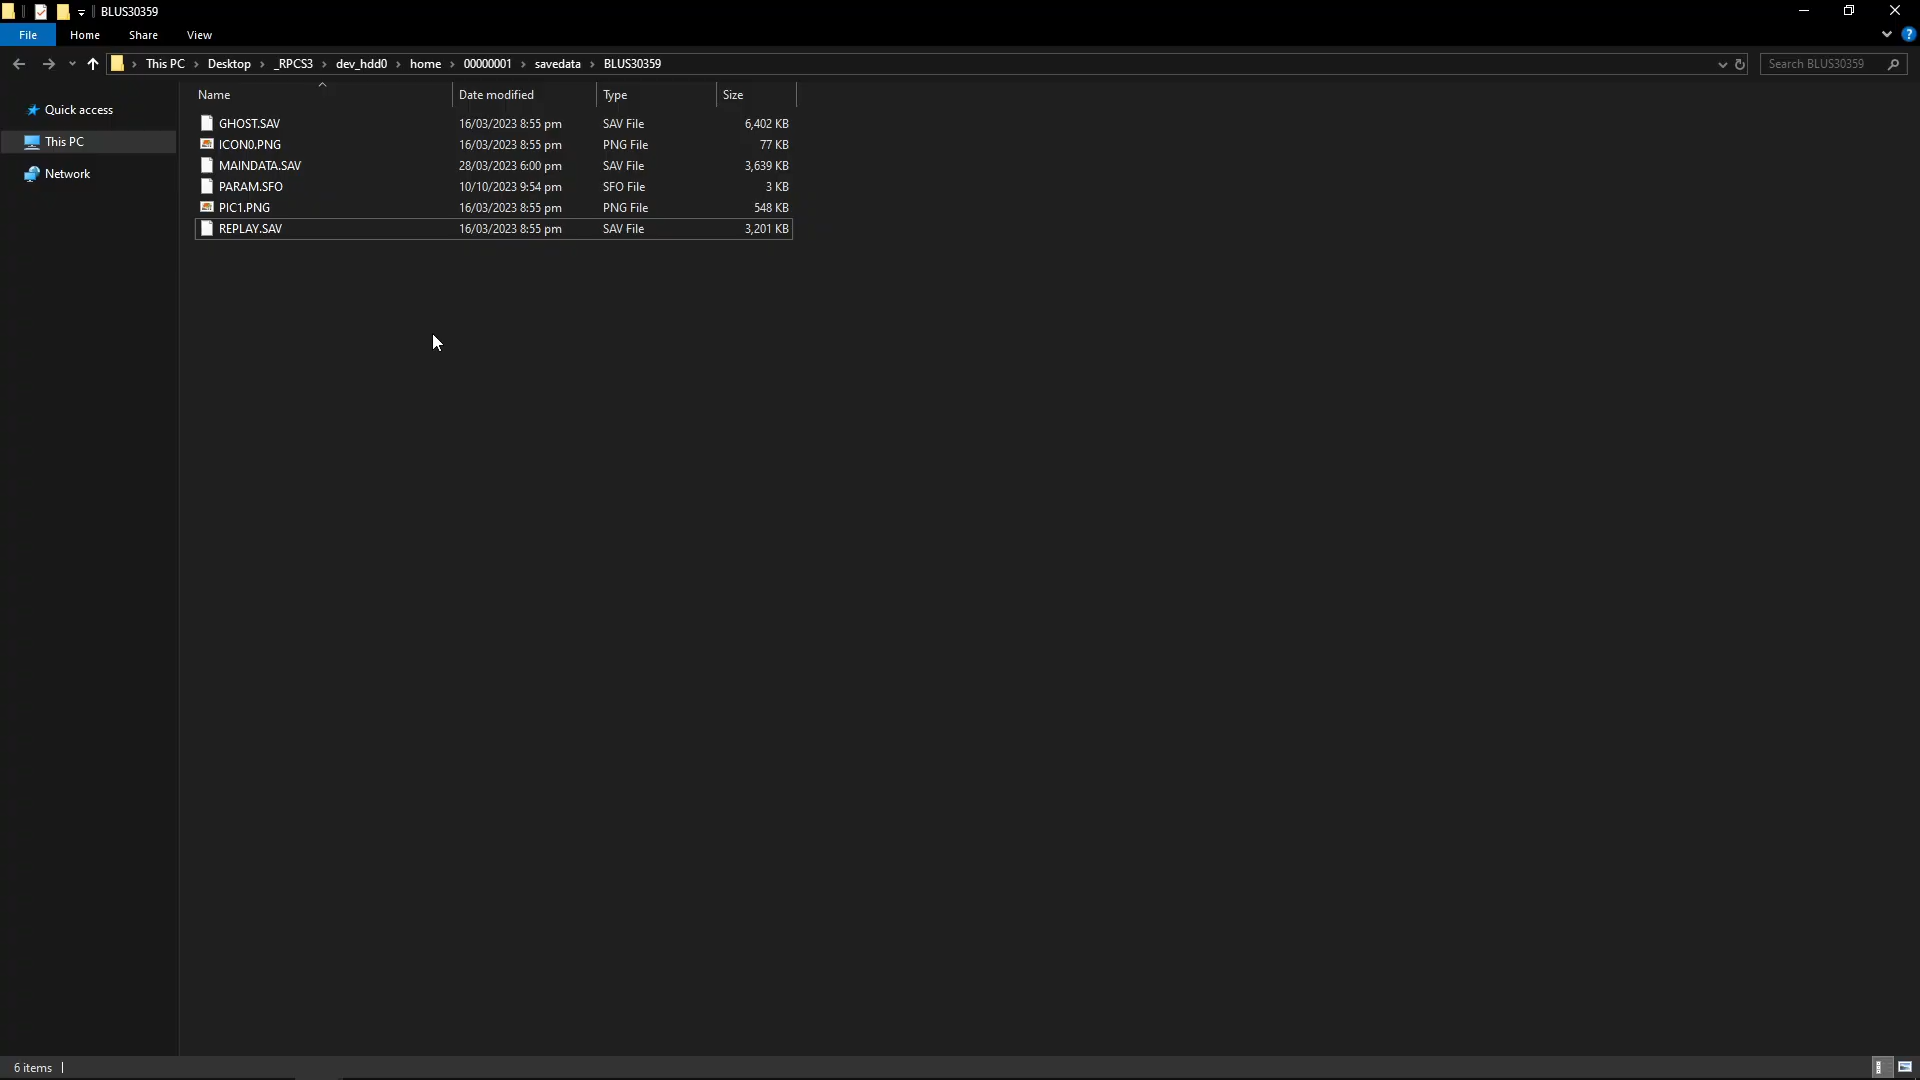 BLUS30359
File Home Share View
This PC Desktop _RPCS3 dev_hdd0 home 00000001 savedata BLUS30359 Search BLUS30359
Name Date modified Type Size
Quick access
This PC
Network
GHOST.SAV 16/03/2023 8:55 pm SAV File 6,402 KB
ICON0.PNG 16/03/2023 8:55 pm PNG File 77 KB
MAINDATA.SAV 28/03/2023 6:00 pm SAV File 3,639 KB
PARAM.SFO 10/10/2023 9:54 pm SFO File 3 KB
PIC1.PNG 16/03/2023 8:55 pm PNG File 548 KB
REPLAY.SAV 16/03/2023 8:55 pm SAV File 3,201 KB
6 items